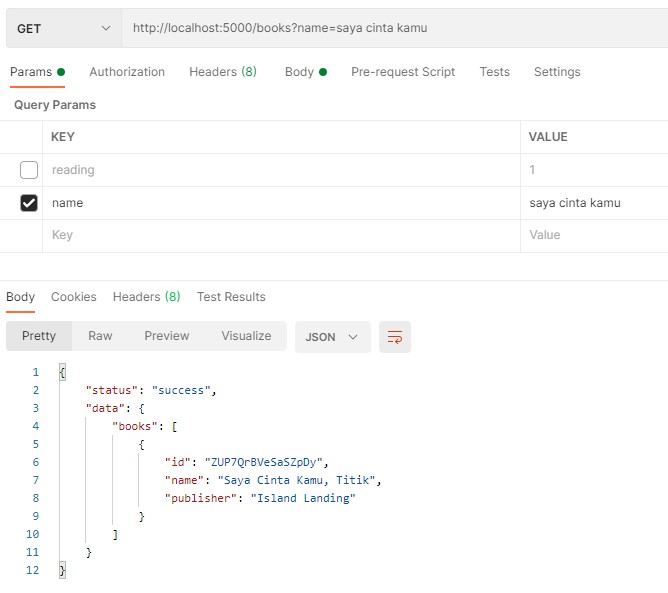 GET http://localhost:5000/books?name=saya cinta kamu
Params Authorization Headers (8) Body Pre-request Script Tests Settings
Query Params
KEY VALUE
reading 1
name saya cinta kamu
Key Value
Body Cookies Headers (8) Test Results
Pretty Raw Preview Visualize JSON
1 {
2 "status": "success",
3 "data": {
4 "books": [
5 {
6 "id": "ZUP7QrBVeSaSZpDy",
7 "name": "Saya Cinta Kamu, Titik",
8 "publisher": "Island Landing"
9 }
10 ]
11 }
12 }